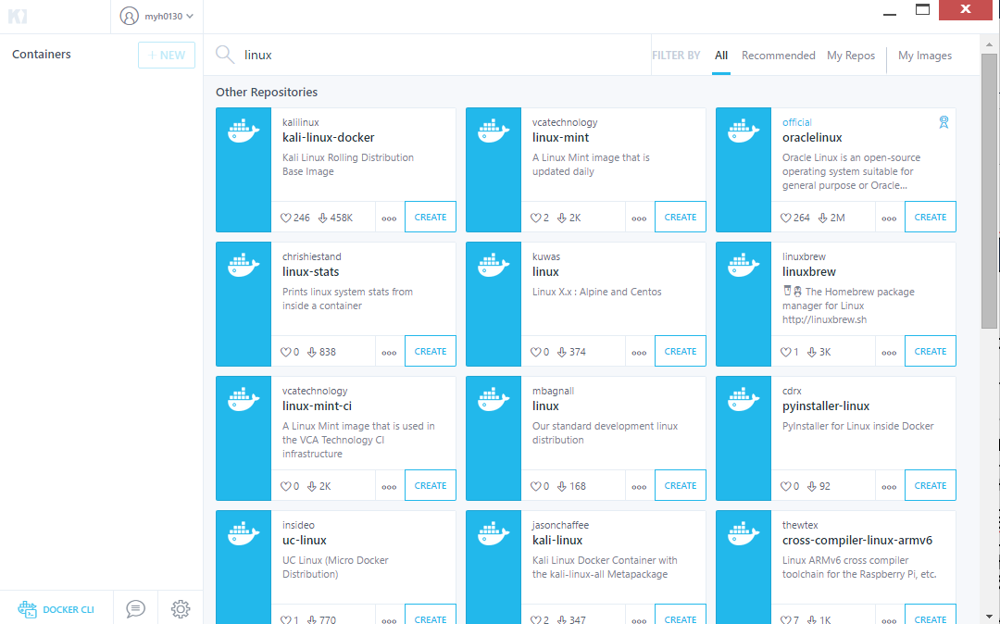 K
myh0130
Containers
+ NEW
linux
FILTER BY
All
Recommended
My Repos
My Images
Other Repositories
kalilinux
kali-linux-docker
Kali Linux Rolling Distribution
Base Image
246
458K
CREATE
vcatechnology
linux-mint
A Linux Mint image that is
updated daily
2
2K
CREATE
official
oraclelinux
Oracle Linux is an open-source
operating system suitable for
general purpose or Oracle...
264
2M
CREATE
chrishiestand
linux-stats
Prints linux system stats from
inside a container
0
838
CREATE
kuwas
linux
Linux X.x : Alpine and Centos
0
374
CREATE
linuxbrew
linuxbrew
The Homebrew package
manager for Linux
http://linuxbrew.sh
1
3K
CREATE
vcatechnology
linux-mint-ci
A Linux Mint image that is used in
the VCA Technology CI
infrastructure
0
2K
CREATE
mbagnall
linux
Our standard development linux
distribution
0
168
CREATE
cdrx
pyinstaller-linux
PyInstaller for Linux inside Docker
0
92
CREATE
insideo
uc-linux
UC Linux (Micro Docker
Distribution)
1
770
CREATE
jasonchaffee
kali-linux
Kali Linux Docker Container with
the kali-linux-all Metapackage
2
347
CREATE
thewtex
cross-compiler-linux-armv6
Linux ARMv6 cross compiler
toolchain for the Raspberry Pi, etc.
7
1K
CREATE
DOCKER CLI